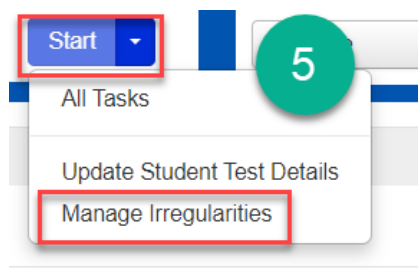 Start
5
All Tasks
Update Student Test Details
Manage Irregularities